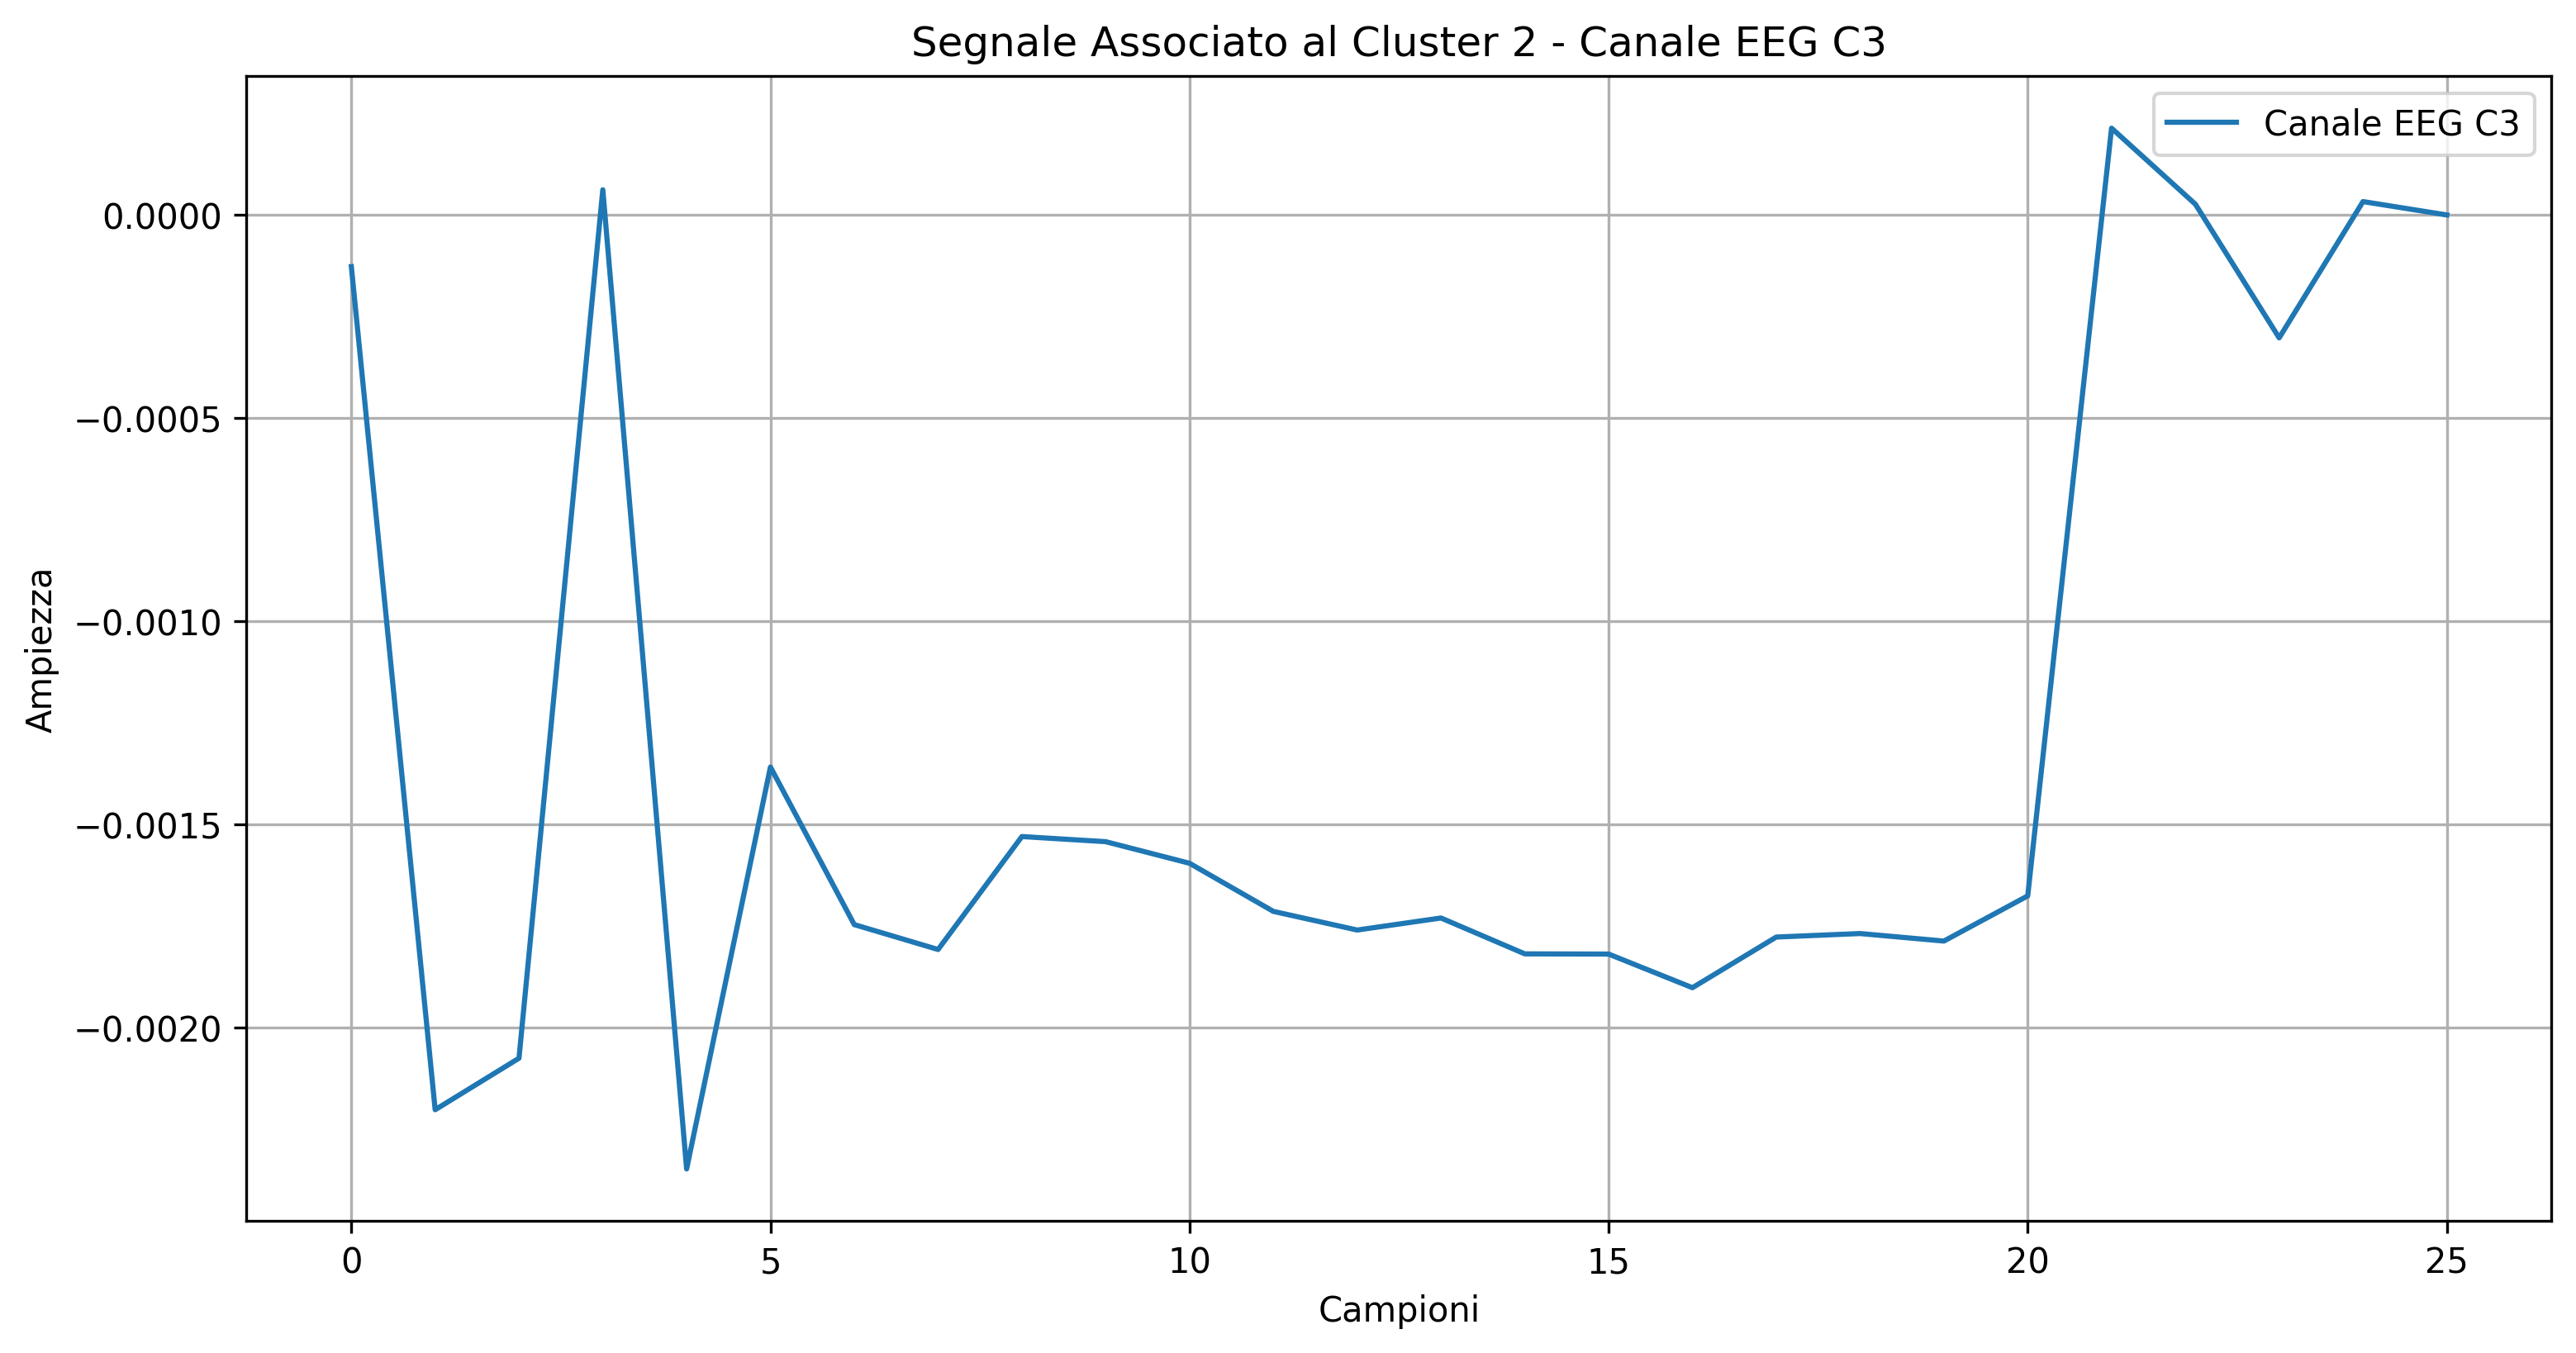 Segnale Associato al Cluster 2 - Canale EEG C3
Canale EEG C3
Ampiezza
0.0000
−0.0005
−0.0010
−0.0015
−0.0020
0 5 10 15 20 25
Campioni